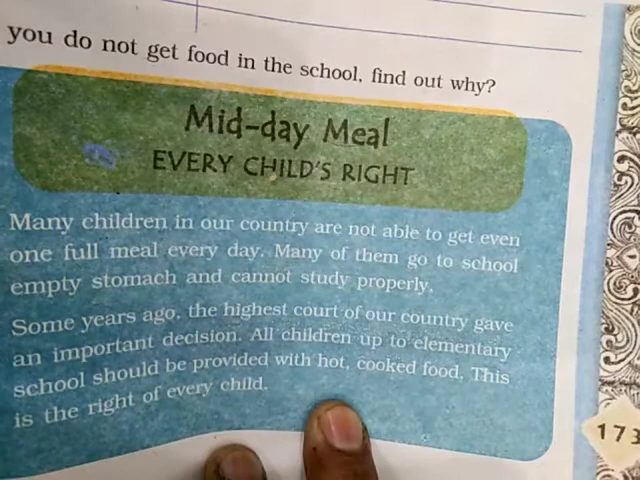 you do not get food in the school, find out why?
Mid-day Meal
EVERY CHILD'S RIGHT
Many children in our country are not able to get even
one full meal every day. Many of them go to school
empty stomach and cannot study properly.
Some years ago, the highest court of our country gave
an important decision. All children up to elementary
school should be provided with hot, cooked food. This
is the right of every child.
173